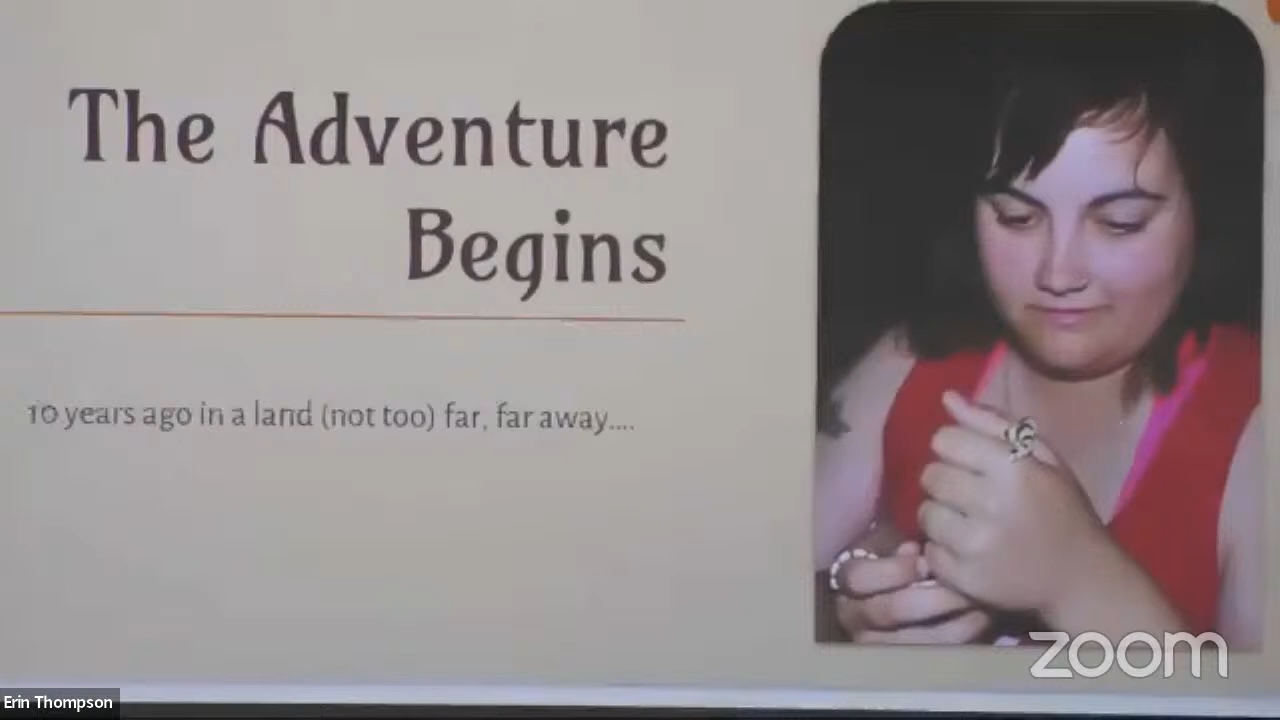 The Adventure
Begins
10 years ago in a land (not too) far, far away....
zoom
Erin Thompson